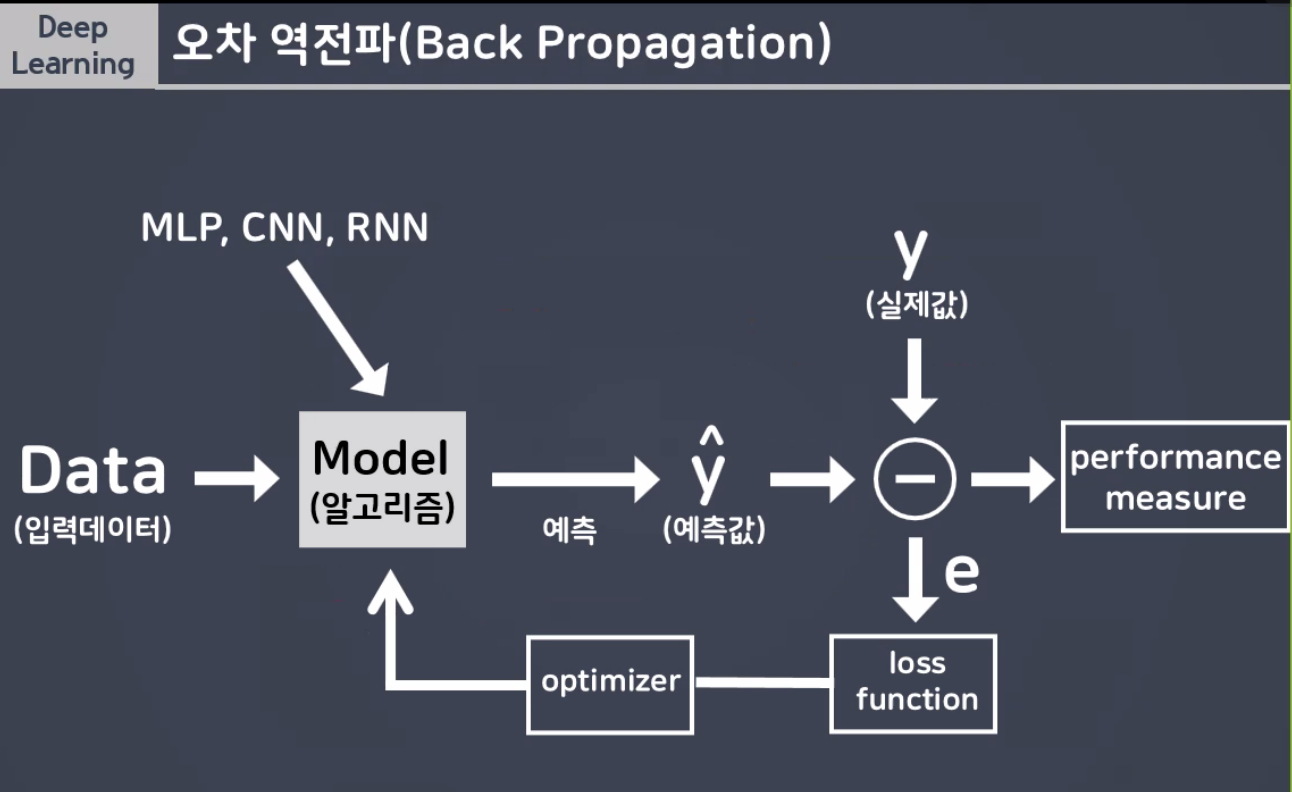 Deep
Learning
오차 역전파(Back Propagation)
MLP, CNN, RNN
y
(실제값)
Data
(입력데이터)
Model
(알고리즘)
예측
ŷ
(예측값)
−
performance
measure
e
optimizer
loss
function